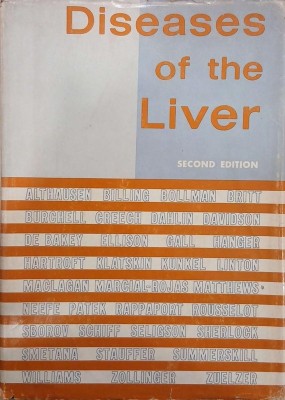 Diseases
of the
Liver
SECOND EDITION
ALTHAUSEN BILLING BOLLMAN BRITT
BURCHELL CREECH DAHLIN DAVIDSON
DE BAKEY ELLISON GALL HANGER
HARTROFT KLATSKIN KUNKEL LINTON
MACLAGAN MARCIAL-ROJAS MATTHEWS
NEEFE PATEK RAPPAPORT ROUSSELOT
SBOROV SCHIFF SELIGSON SHERLOCK
SMETANA STAUFFER SUMMERSKILL
WILLIAMS ZOLLINGER ZUELZER